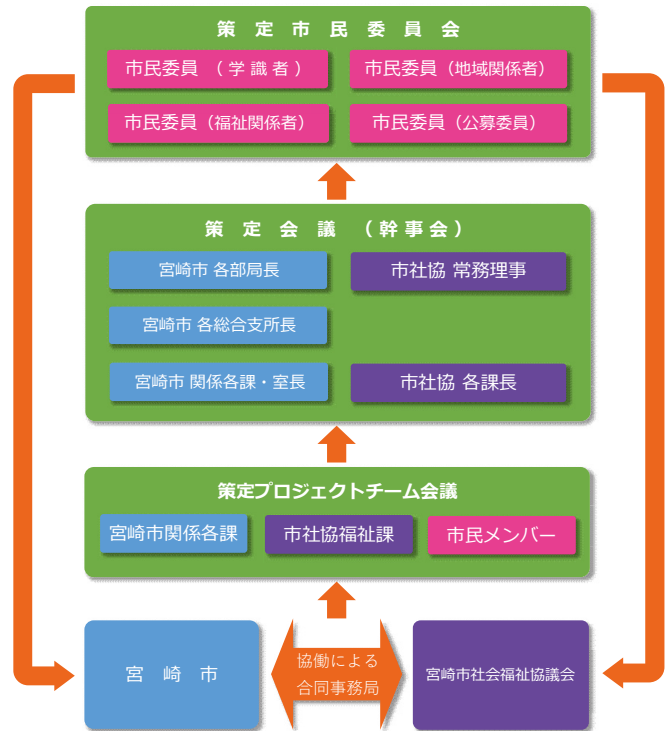 策定市民委員会
市民委員（学識者）
市民委員（地域関係者）
市民委員（福祉関係者）
市民委員（公募委員）
策定会議（幹事会）
宮崎市 各部局長
市社協 常務理事
宮崎市 各総合支所長
宮崎市 関係各課・室長
市社協 各課長
策定プロジェクトチーム会議
宮崎市関係各課
市社協福祉課
市民メンバー
宮崎市
協働による
合同事務局
宮崎市社会福祉協議会